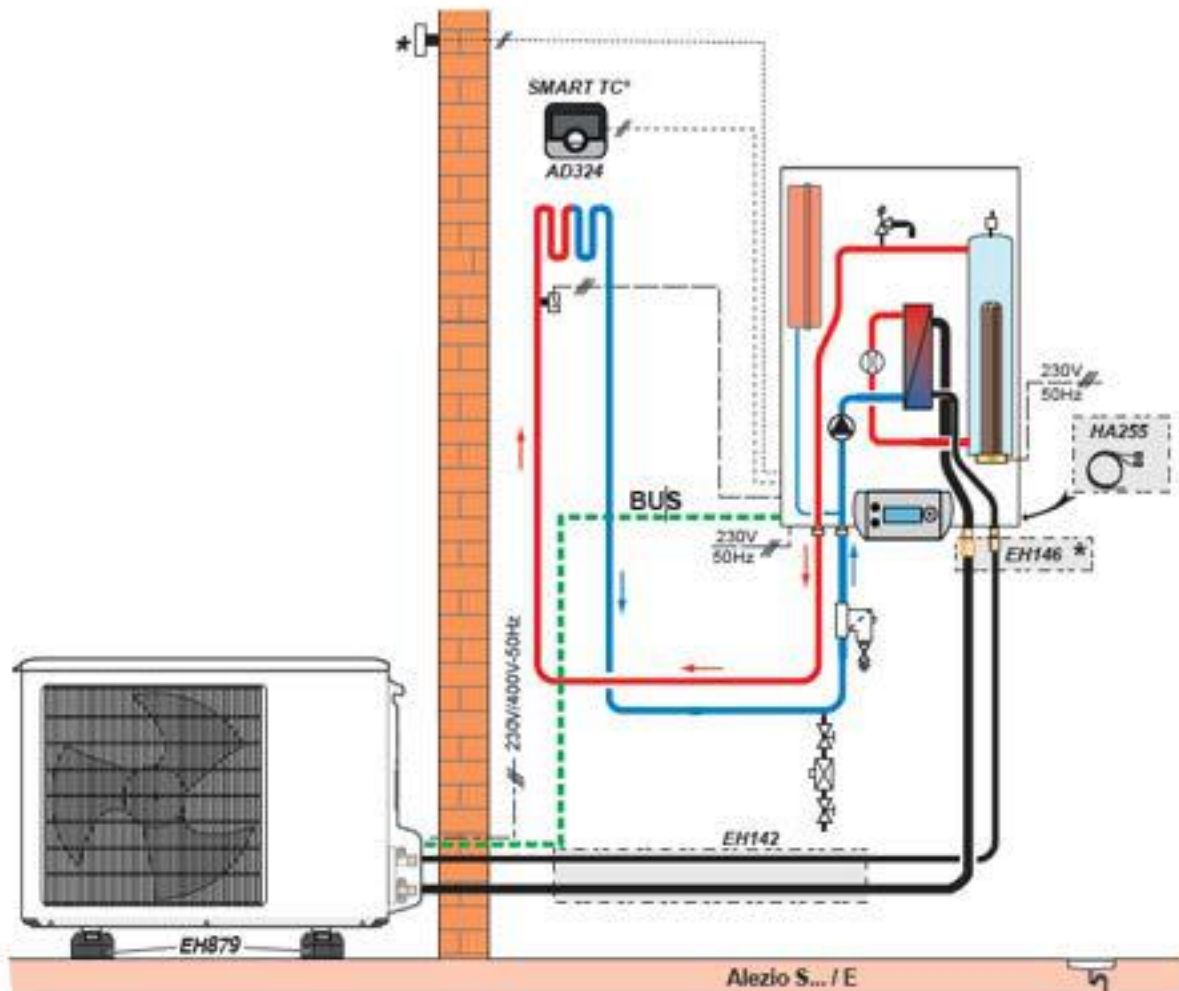 *
SMART TC°
AD324
230V
50Hz
HA255
BUS
230V
50Hz
EH146 *
230V/400V-50Hz
EH142
EH879
Alezio S... / E